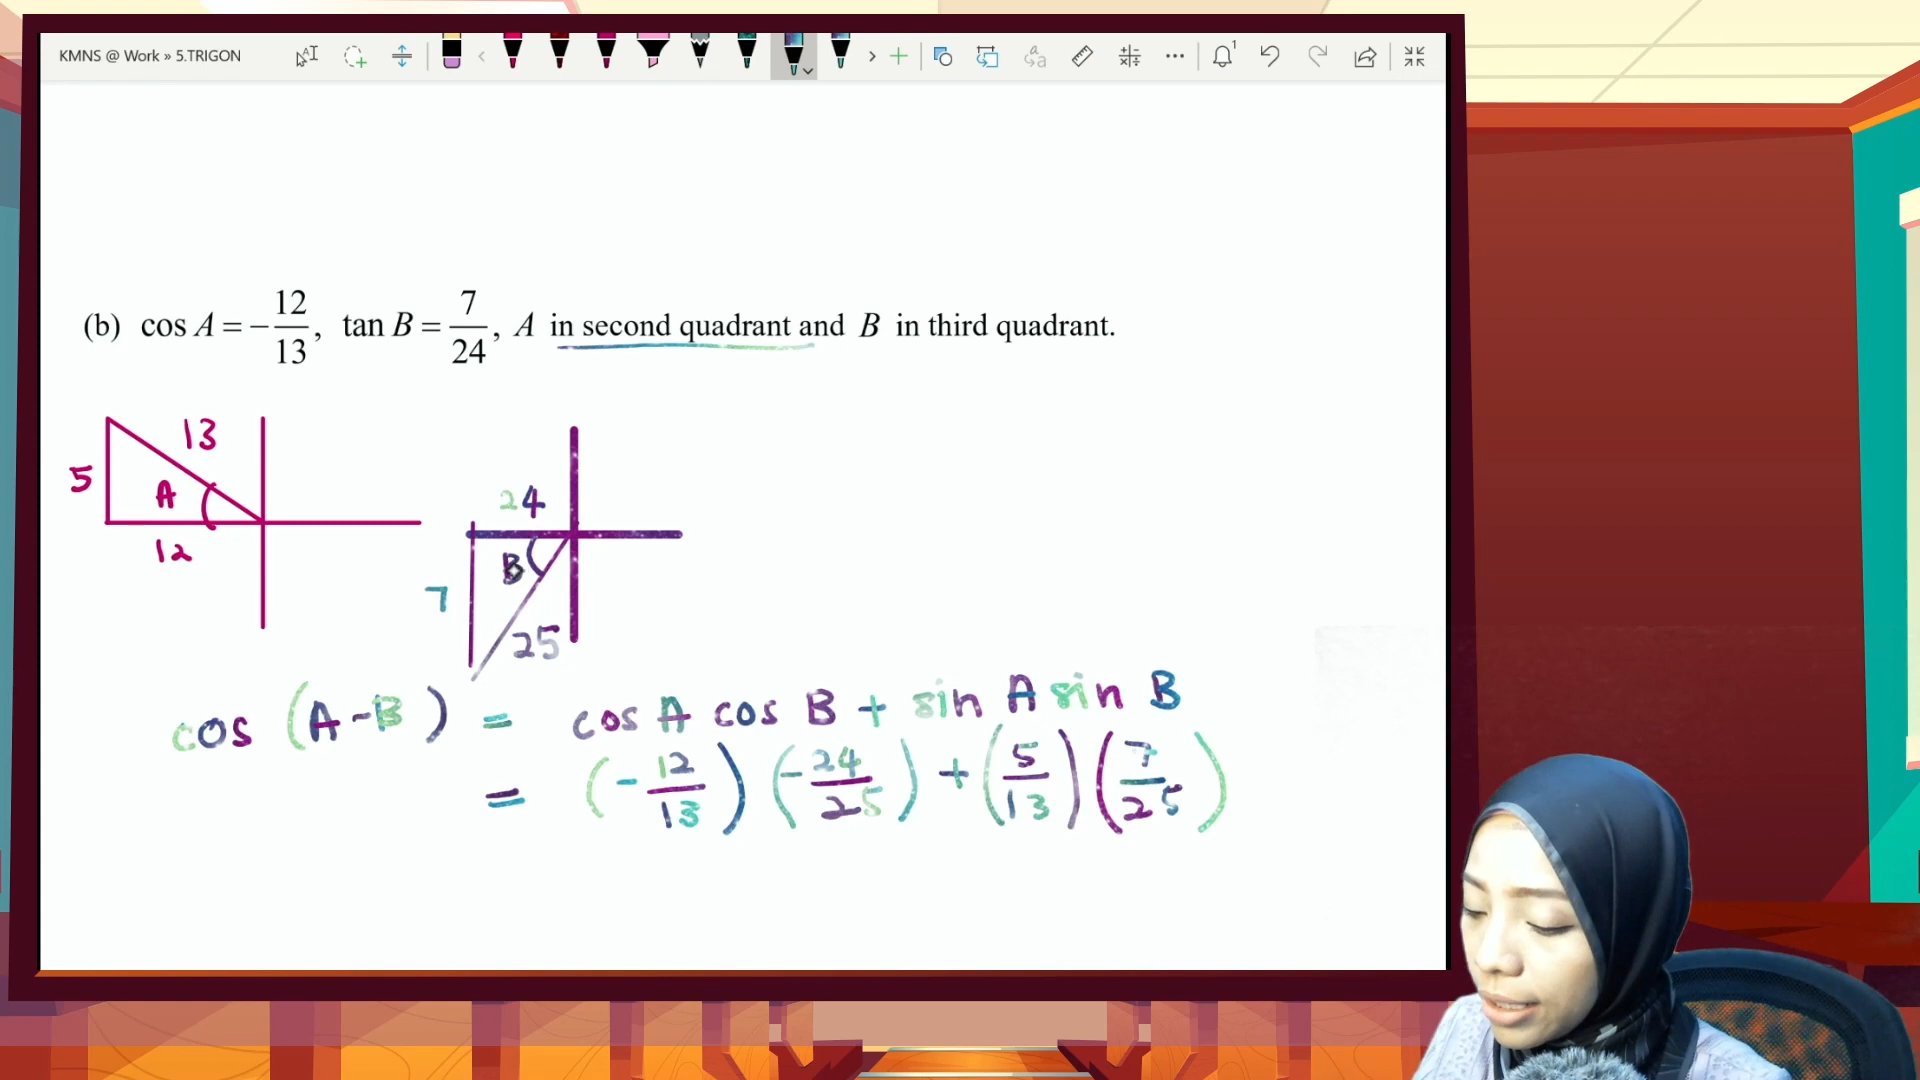 KMNS @ Work » 5.TRIGON
(b) cos A = -12/13, tan B = 7/24, A in second quadrant and B in third quadrant.
13
5
A
12
24
B
7
25
cos (A-B) = cos A cos B + sin A sin B
= (-12/13) (-24/25) + (5/13) (7/25)